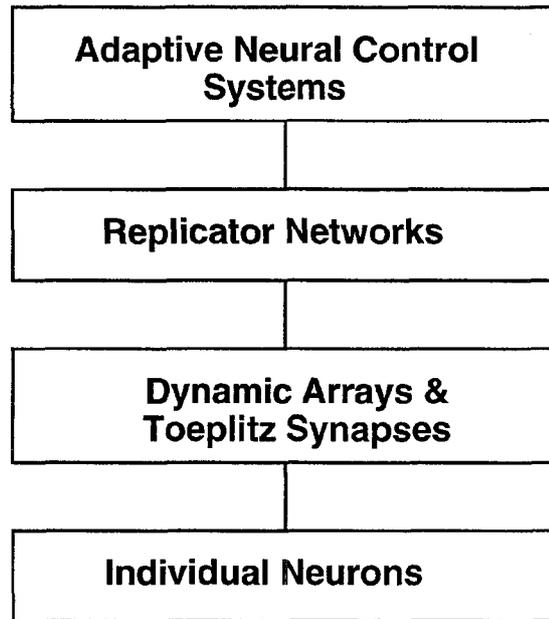 Adaptive Neural Control
Systems
Replicator Networks
Dynamic Arrays &
Toeplitz Synapses
Individual Neurons